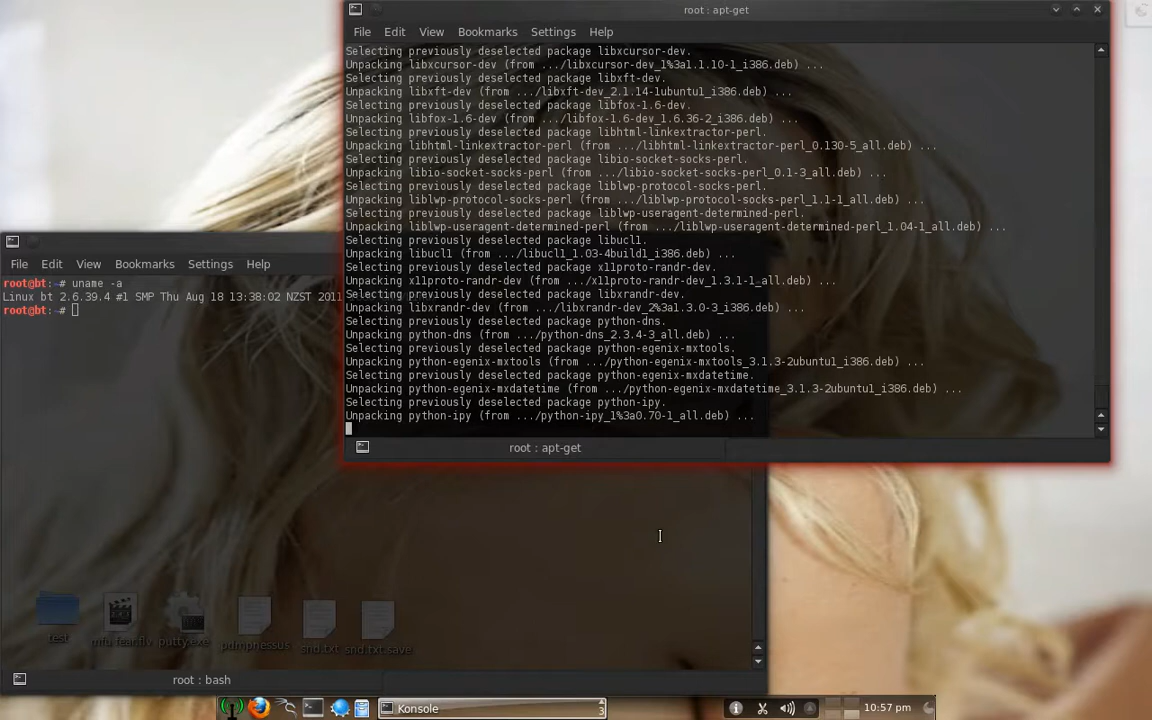 root : apt-get
File Edit View Bookmarks Settings Help
Selecting previously deselected package libxcursor-dev.
Unpacking libxcursor-dev (from .../libxcursor-dev_1%3a1.1.10-1_i386.deb) ...
Selecting previously deselected package libxft-dev.
Unpacking libxft-dev (from .../libxft-dev_2.1.14-1ubuntu1_i386.deb) ...
Selecting previously deselected package libfox-1.6-dev.
Unpacking libfox-1.6-dev (from .../libfox-1.6-dev_1.6.36-2_i386.deb) ...
Selecting previously deselected package libhtml-linkextractor-perl.
Unpacking libhtml-linkextractor-perl (from .../libhtml-linkextractor-perl_0.130-5_all.deb) ...
Selecting previously deselected package libio-socket-socks-perl.
Unpacking libio-socket-socks-perl (from .../libio-socket-socks-perl_0.1-3_all.deb) ...
Selecting previously deselected package liblwp-protocol-socks-perl.
Unpacking liblwp-protocol-socks-perl (from .../liblwp-protocol-socks-perl_1.1-1_all.deb) ...
Selecting previously deselected package liblwp-useragent-determined-perl.
Unpacking liblwp-useragent-determined-perl (from .../liblwp-useragent-determined-perl_1.04-1_all.deb) ...
Selecting previously deselected package libucl1.
Unpacking libucl1 (from .../libucl1_1.03-4build1_i386.deb) ...
Selecting previously deselected package x11proto-randr-dev.
Unpacking x11proto-randr-dev (from .../x11proto-randr-dev_1.3.1-1_all.deb) ...
Selecting previously deselected package libxrandr-dev.
Unpacking libxrandr-dev (from .../libxrandr-dev_2%3a1.3.0-3_i386.deb) ...
Selecting previously deselected package python-dns.
Unpacking python-dns (from .../python-dns_2.3.4-3_all.deb) ...
Selecting previously deselected package python-egenix-mxtools.
Unpacking python-egenix-mxtools (from .../python-egenix-mxtools_3.1.3-2ubuntu1_i386.deb) ...
Selecting previously deselected package python-egenix-mxdatetime.
Unpacking python-egenix-mxdatetime (from .../python-egenix-mxdatetime_3.1.3-2ubuntu1_i386.deb) ...
Selecting previously deselected package python-ipy.
Unpacking python-ipy (from .../python-ipy_1%3a0.70-1_all.deb) ...
root : apt-get
File Edit View Bookmarks Settings Help
root@bt:~# uname -a
Linux bt 2.6.39.4 #1 SMP Thu Aug 18 13:38:02 NZST 2011
root@bt:~#
test putty.exe snd.txt snd.txt.save
root : bash
Konsole 3 10:57 pm